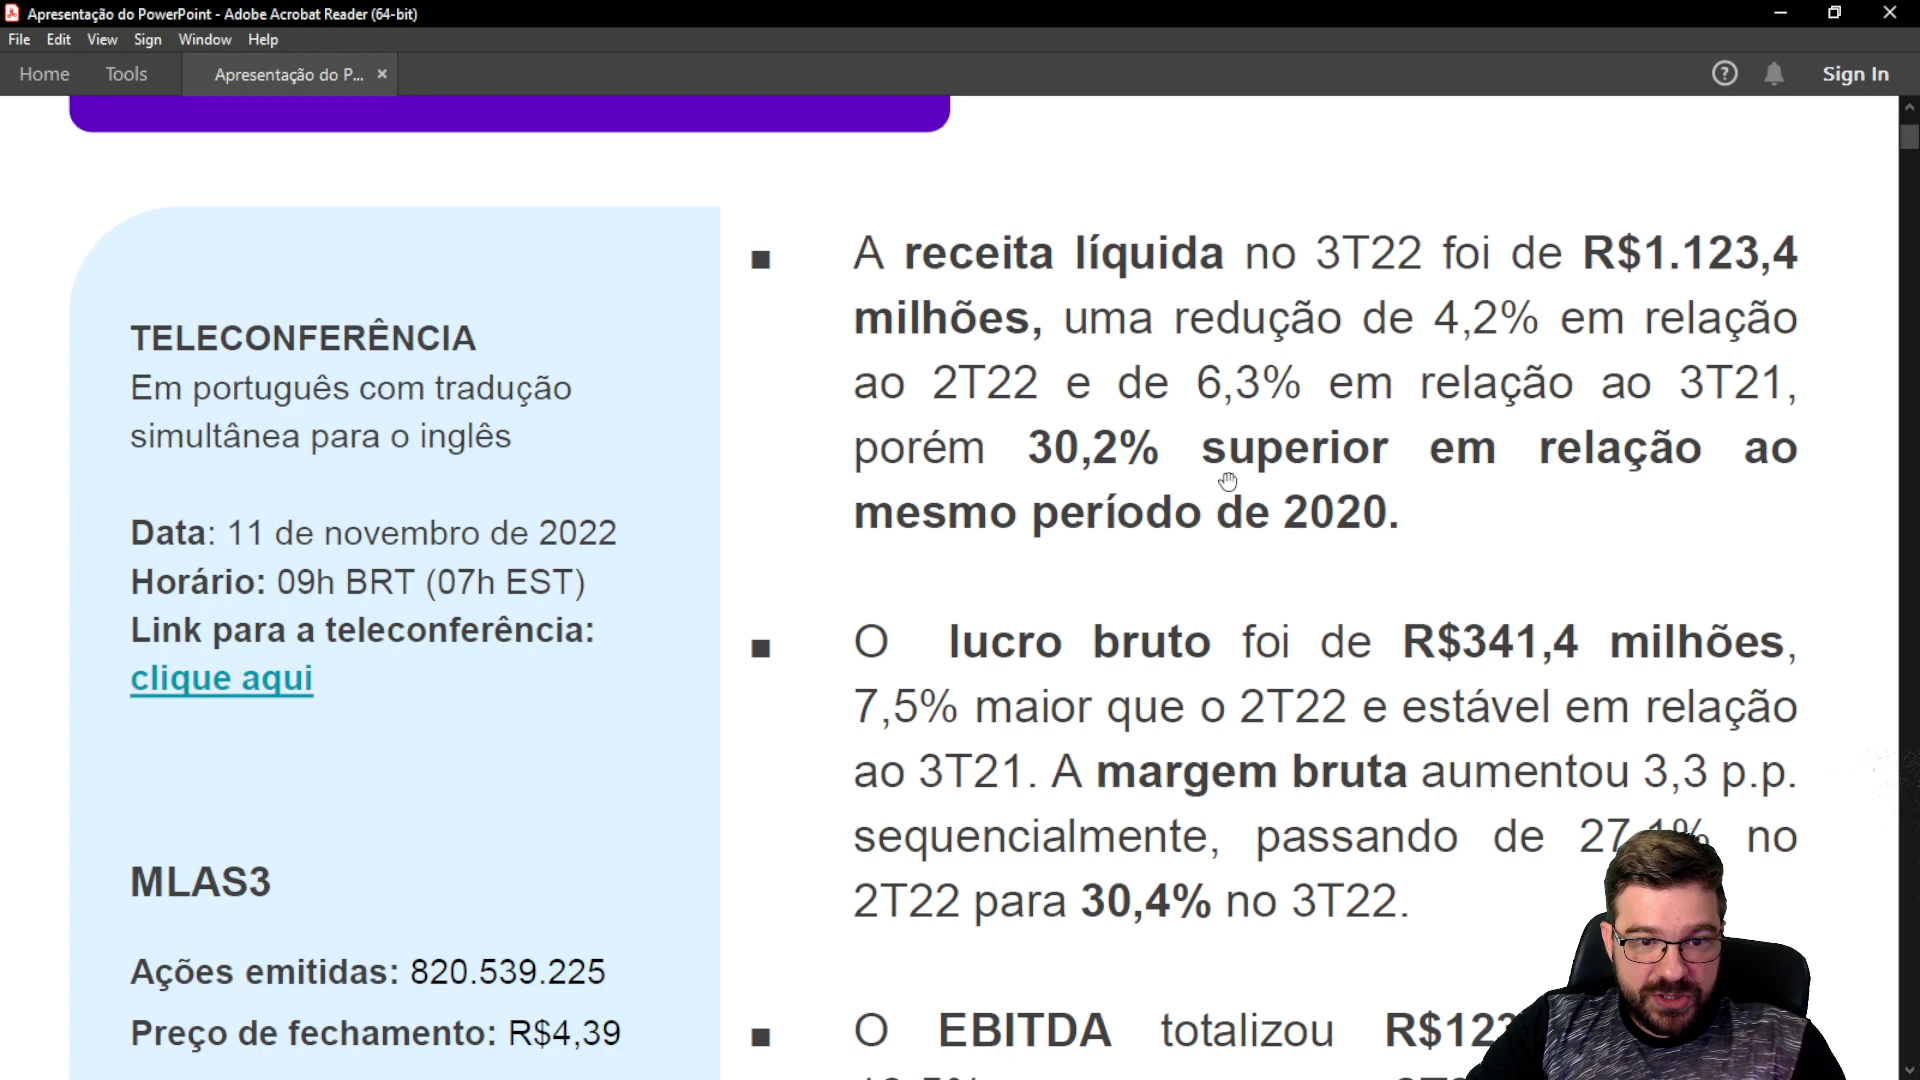 Apresentação do PowerPoint - Adobe Acrobat Reader (64-bit)
File Edit View Sign Window Help
Home Tools Apresentação do P... Sign In
TELECONFERÊNCIA
Em português com tradução
simultânea para o inglês
Data: 11 de novembro de 2022
Horário: 09h BRT (07h EST)
Link para a teleconferência:
clique aqui
MLAS3
Ações emitidas: 820.539.225
Preço de fechamento: R$4,39
A receita líquida no 3T22 foi de R$1.123,4
milhões, uma redução de 4,2% em relação
ao 2T22 e de 6,3% em relação ao 3T21,
porém 30,2% superior em relação ao
mesmo período de 2020.
O lucro bruto foi de R$341,4 milhões,
7,5% maior que o 2T22 e estável em relação
ao 3T21. A margem bruta aumentou 3,3 p.p.
sequencialmente, passando de 27,1% no
2T22 para 30,4% no 3T22.
O EBITDA totalizou R$123